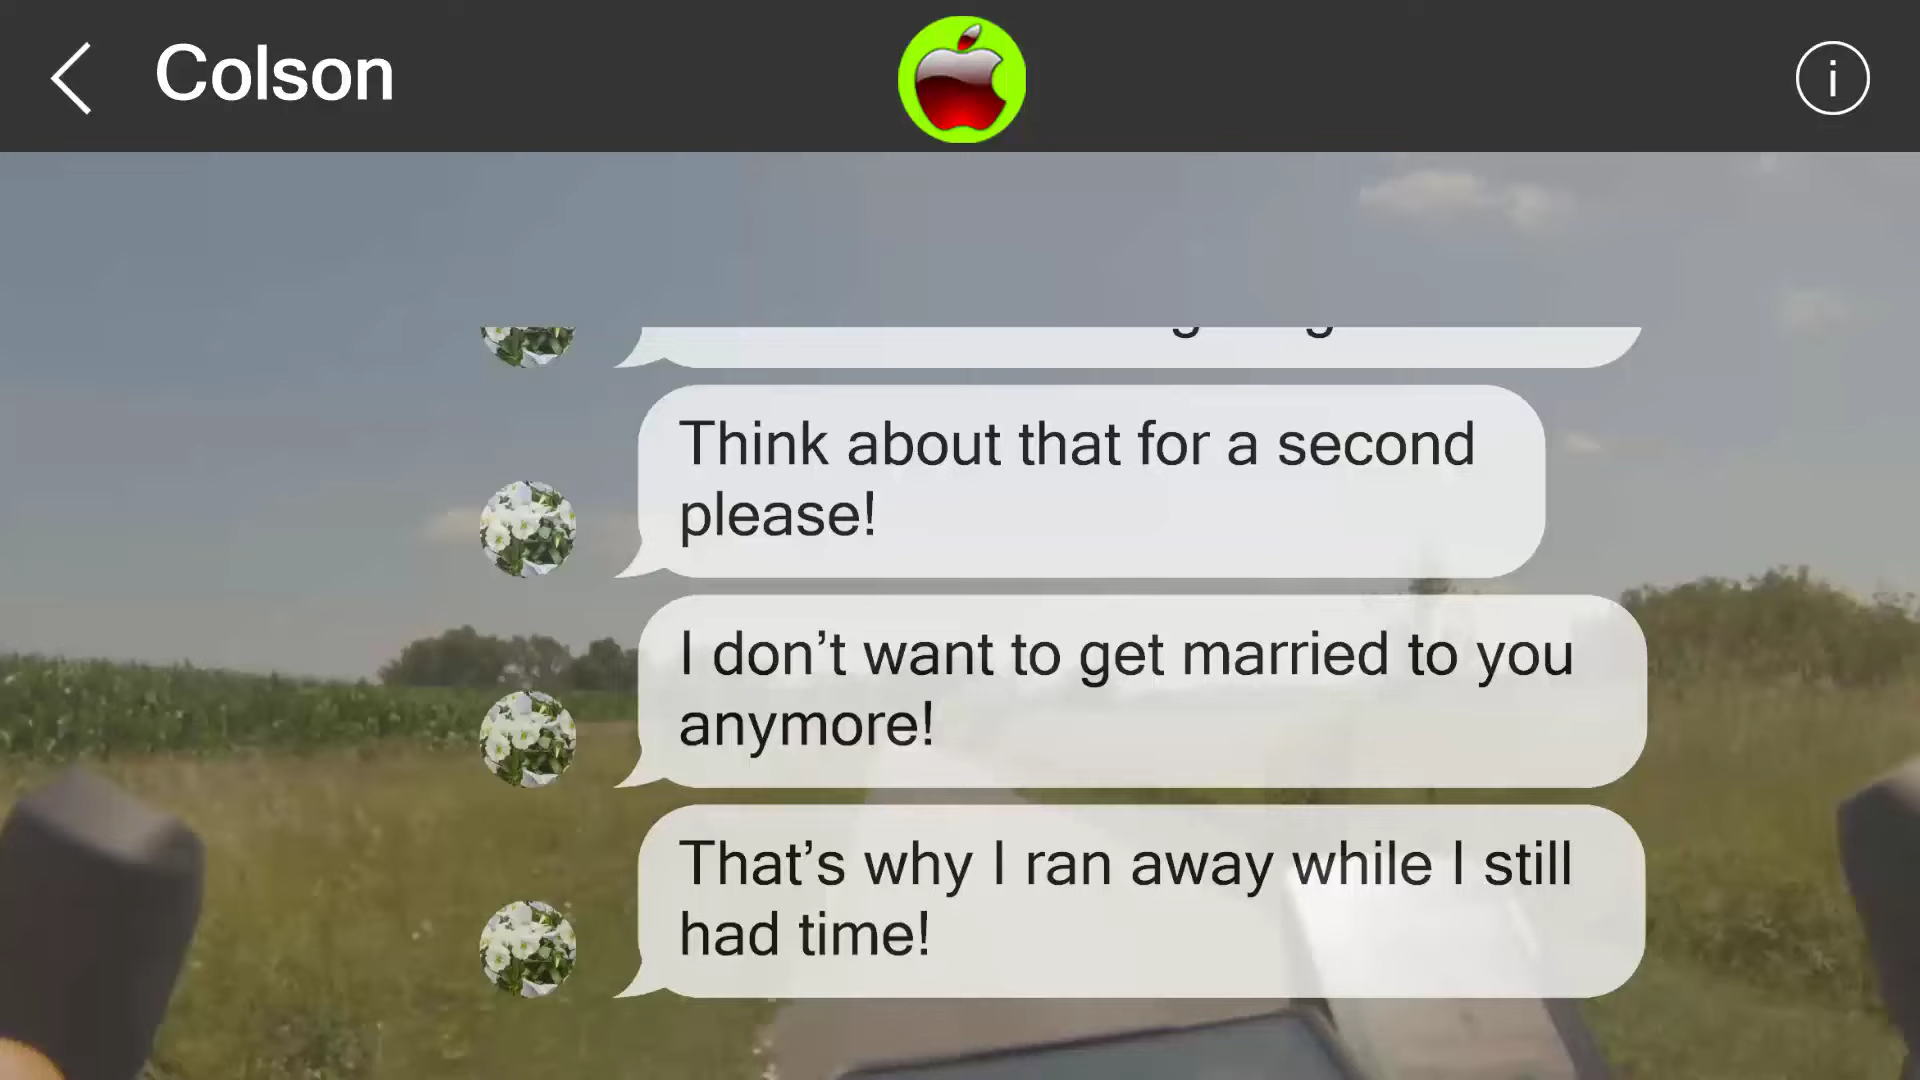 Colson
Think about that for a second
please!
I don’t want to get married to you
anymore!
That’s why I ran away while I still
had time!